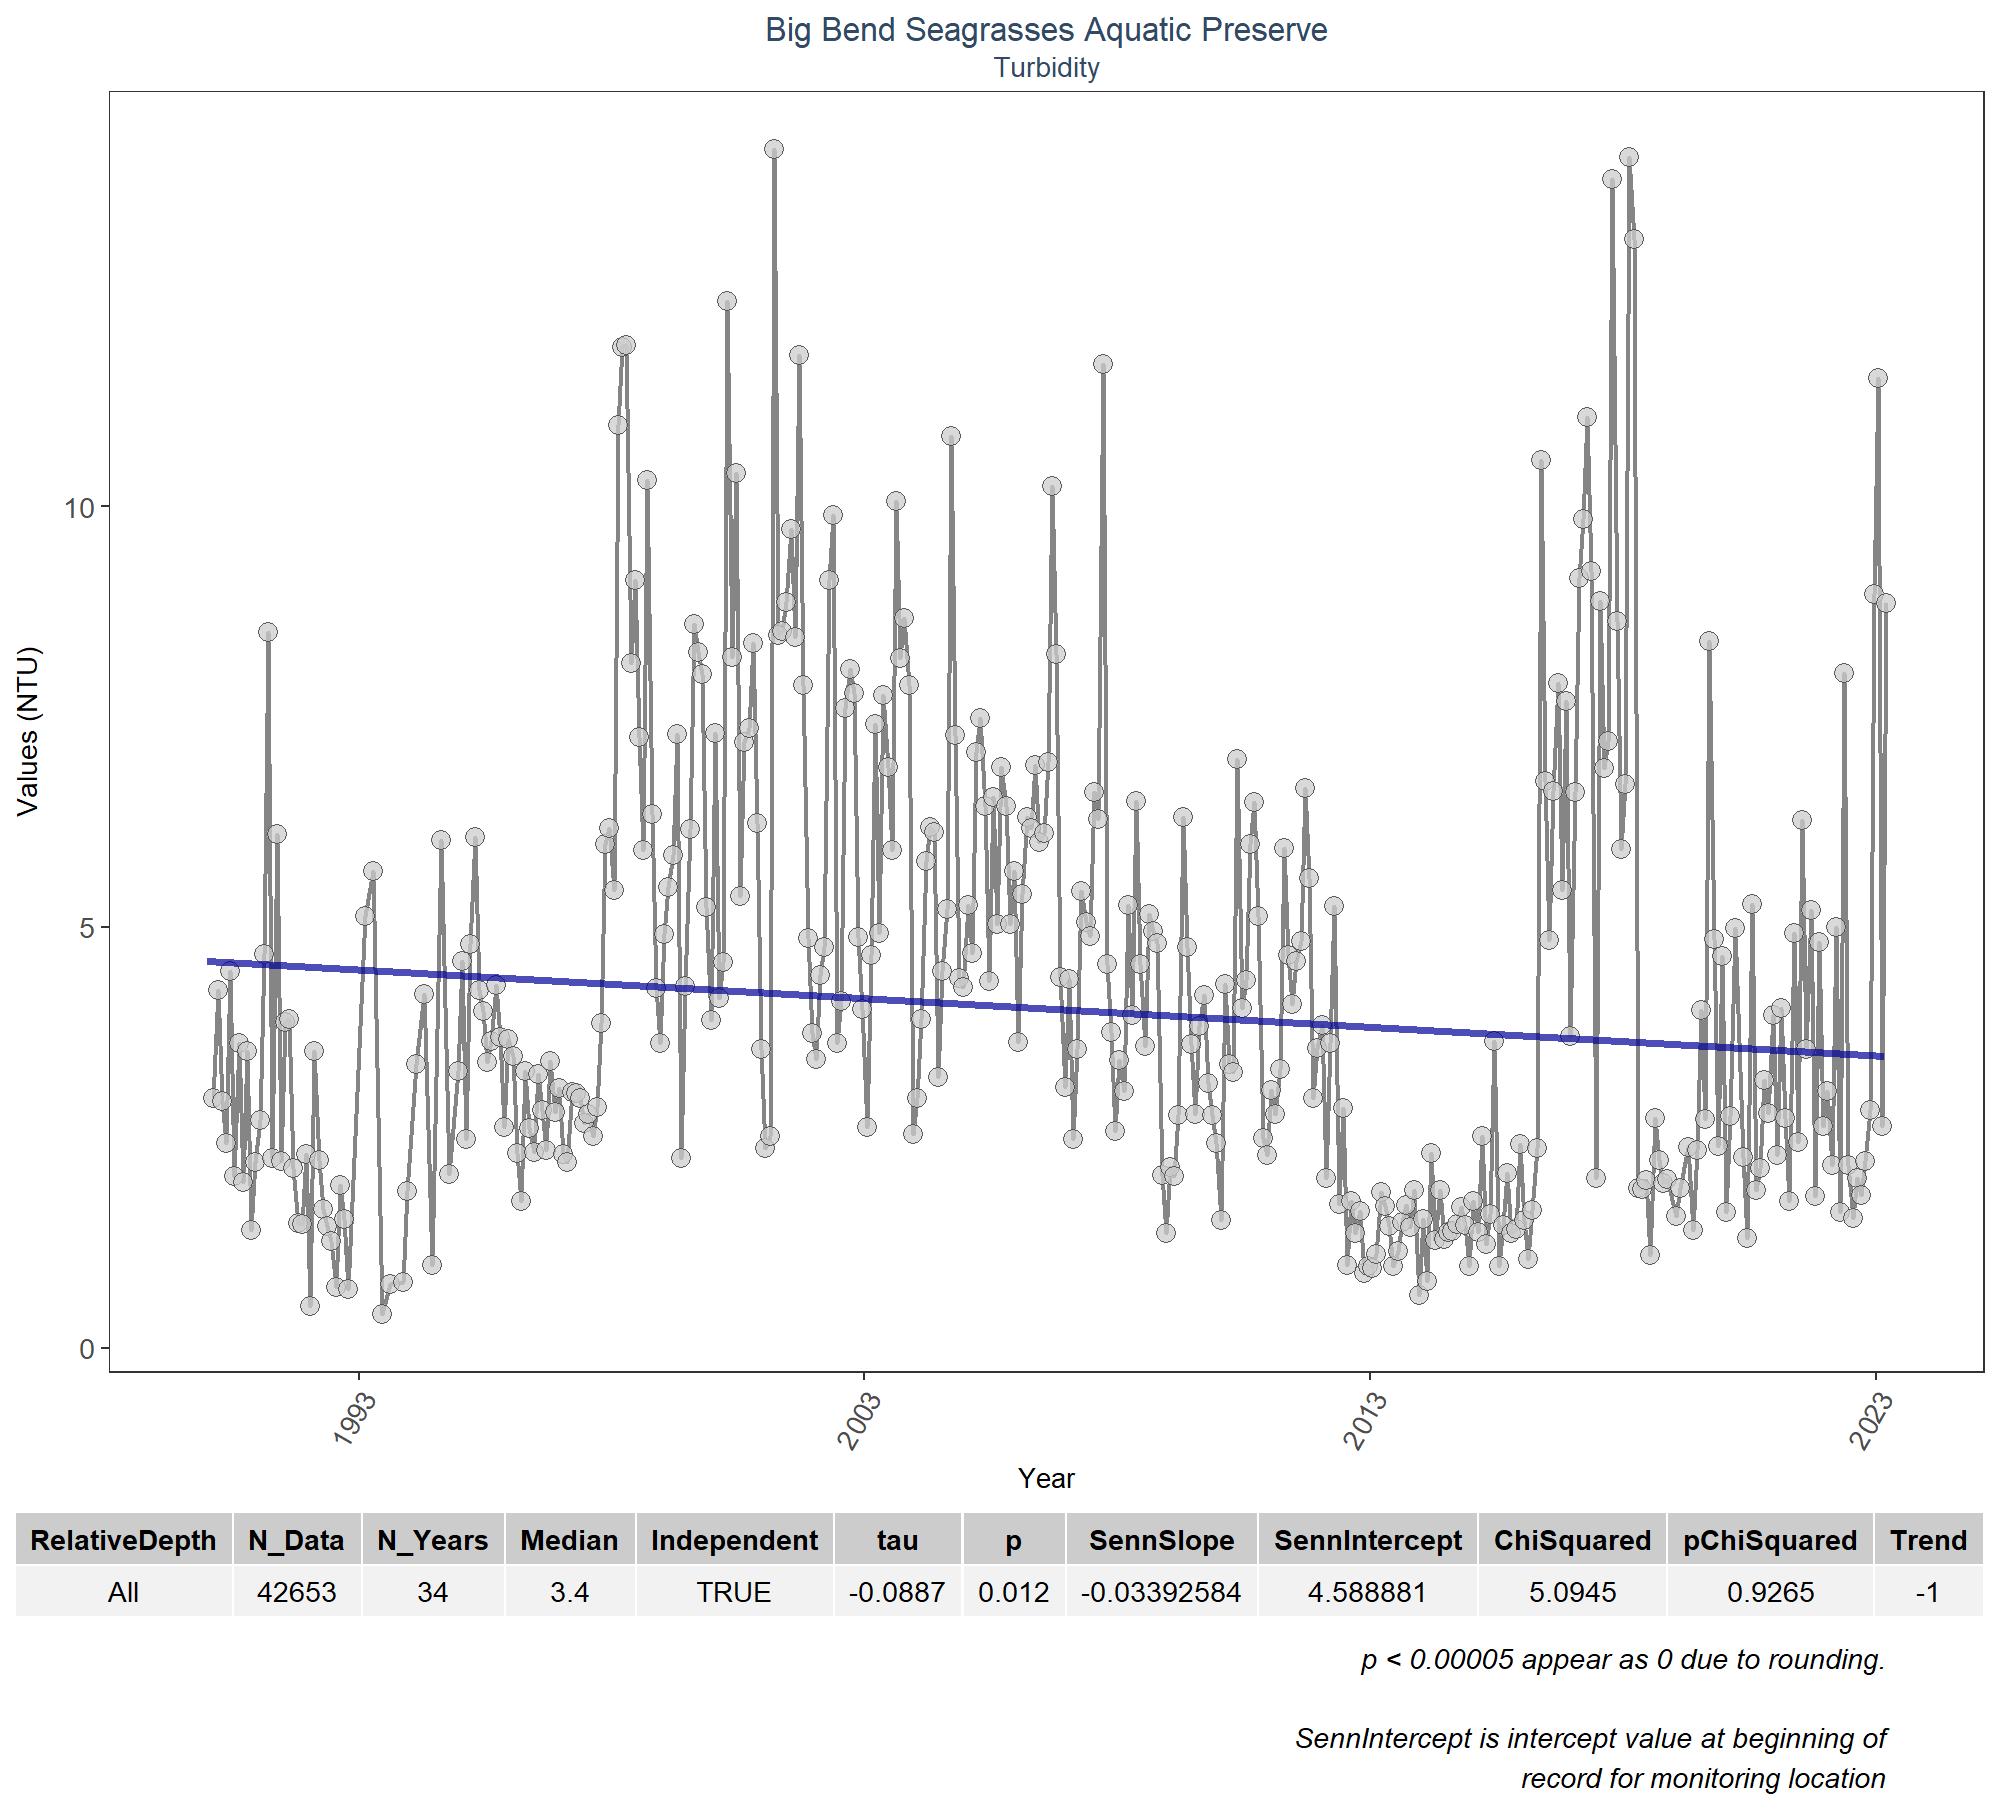 Big Bend Seagrasses Aquatic Preserve
Turbidity
Values (NTU)
10
5
0
1993
2003
2013
2023
Year
RelativeDepth N_Data N_Years Median Independent tau p SennSlope SennIntercept ChiSquared pChiSquared Trend
All 42653 34 3.4 TRUE -0.0887 0.012 -0.03392584 4.588881 5.0945 0.9265 -1
p < 0.00005 appear as 0 due to rounding.
SennIntercept is intercept value at beginning of
record for monitoring location